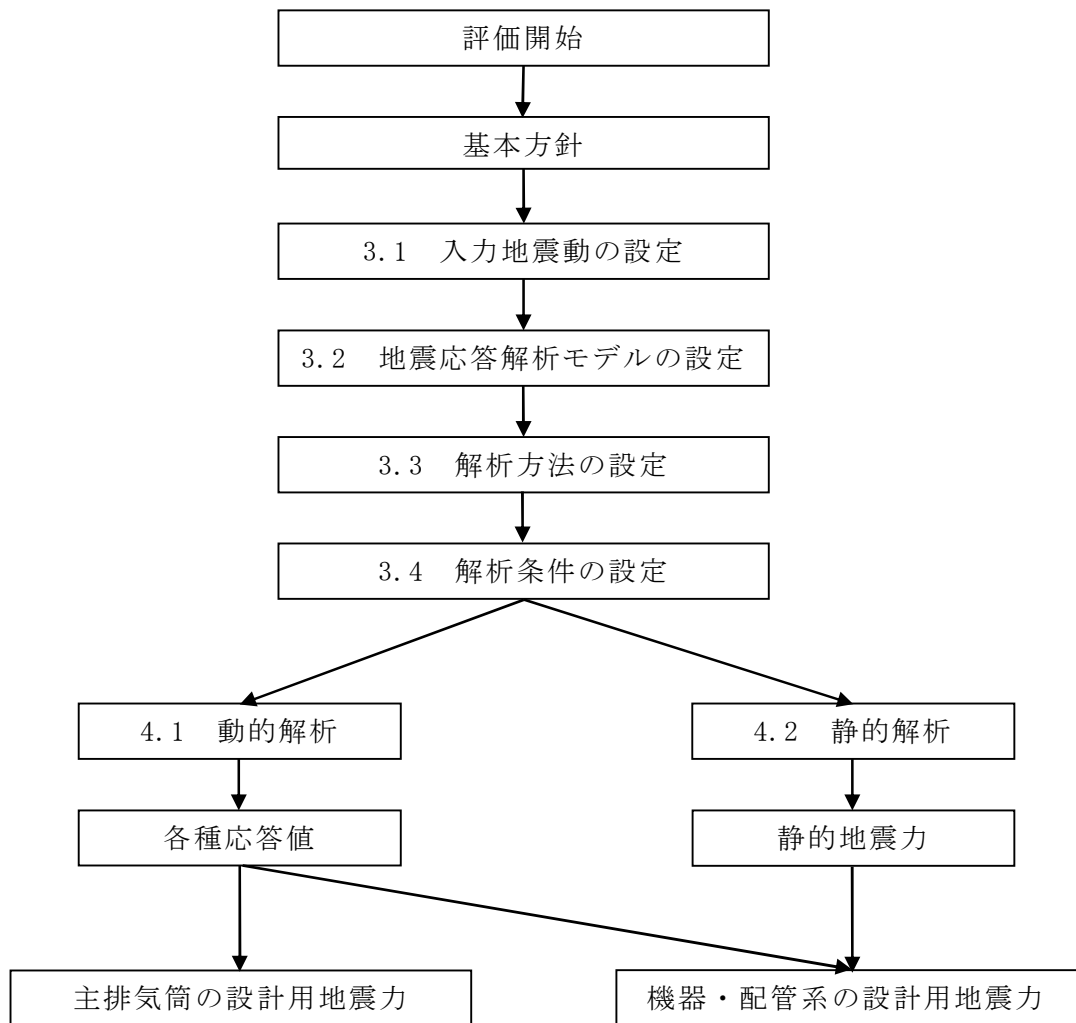 評価開始
基本方針
3.1　入力地震動の設定
3.2　地震応答解析モデルの設定
3.3　解析方法の設定
3.4　解析条件の設定
4.1　動的解析
4.2　静的解析
各種応答値
静的地震力
主排気筒の設計用地震力
機器・配管系の設計用地震力